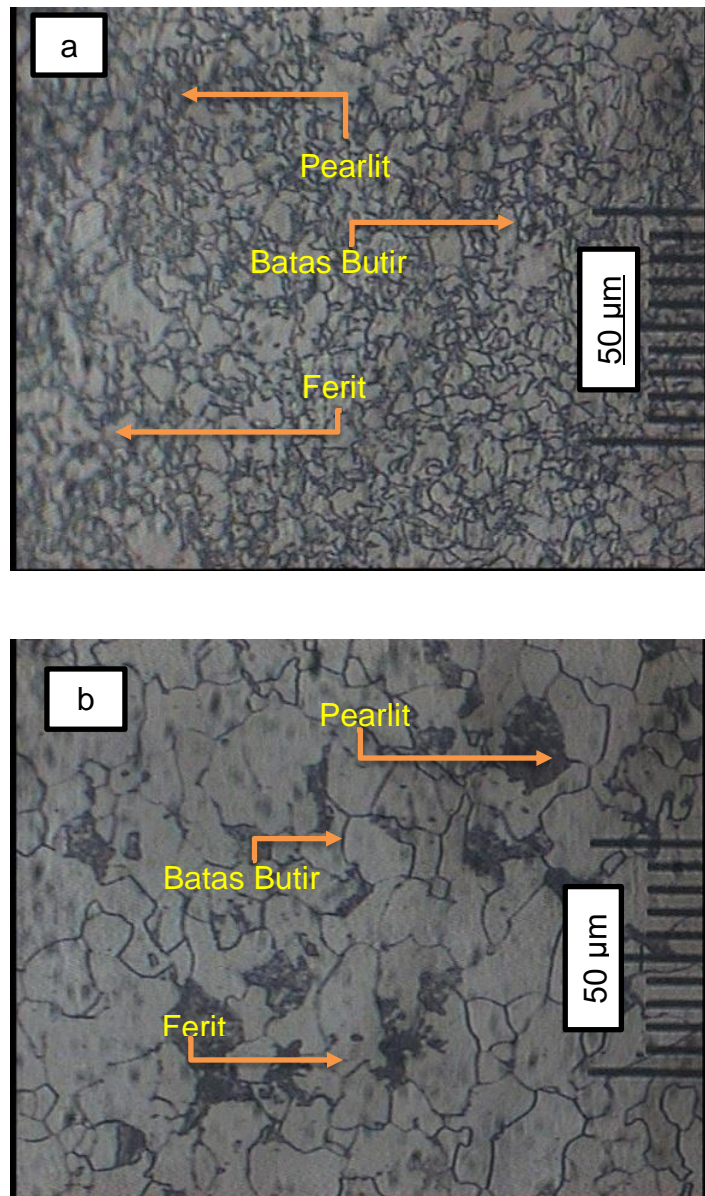 a
Pearlit
Batas Butir
50 µm
Ferit
b
Pearlit
Batas Butir
50 µm
Ferit